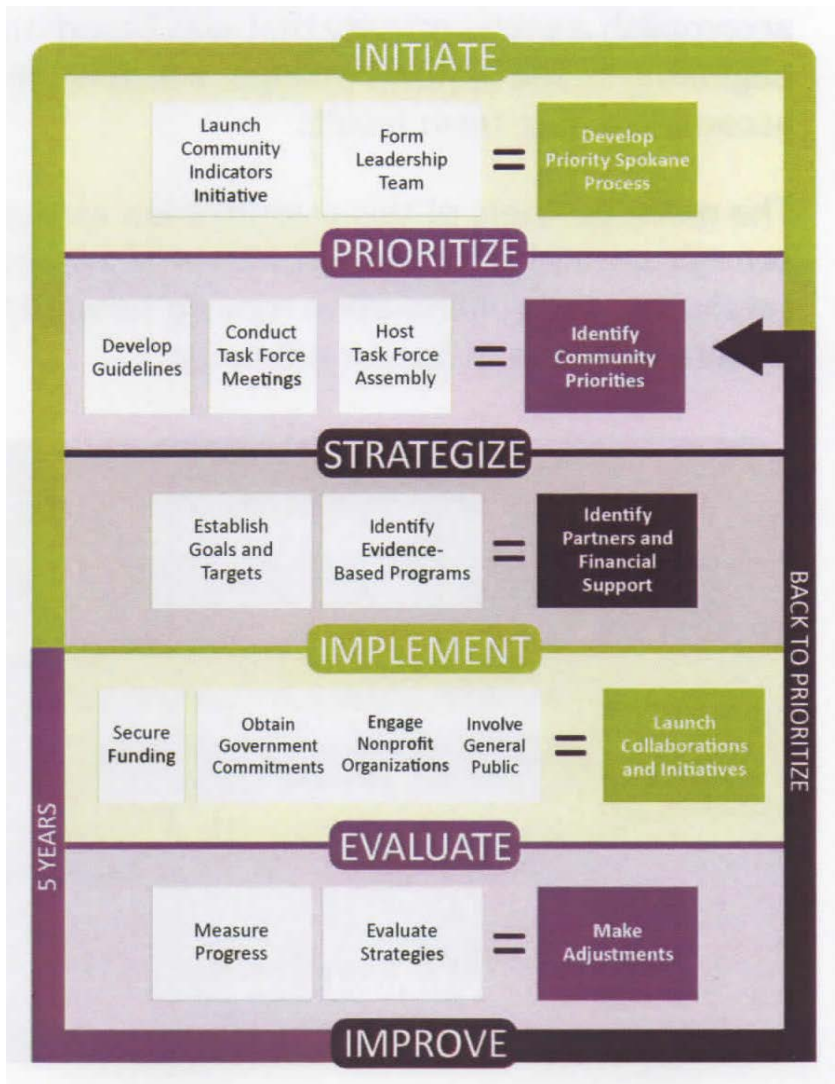 INITIATE
Launch
Community
Indicators
Initiative
Form
Leadership
Team
=
Develop
Priority Spokane
Process
PRIORITIZE
Develop
Guidelines
Conduct
Task Force
Meetings
Host
Task Force
Assembly
=
Identify
Community
Priorities
STRATEGIZE
Establish
Goals and
Targets
Identify
Evidence-
Based Programs
=
Identify
Partners and
Financial
Support
IMPLEMENT
Secure
Funding
Obtain
Government
Commitments
Engage
Nonprofit
Organizations
Involve
General
Public
=
Launch
Collaborations
and Initiatives
EVALUATE
Measure
Progress
Evaluate
Strategies
=
Make
Adjustments
IMPROVE
5 YEARS
BACK TO PRIORITIZE